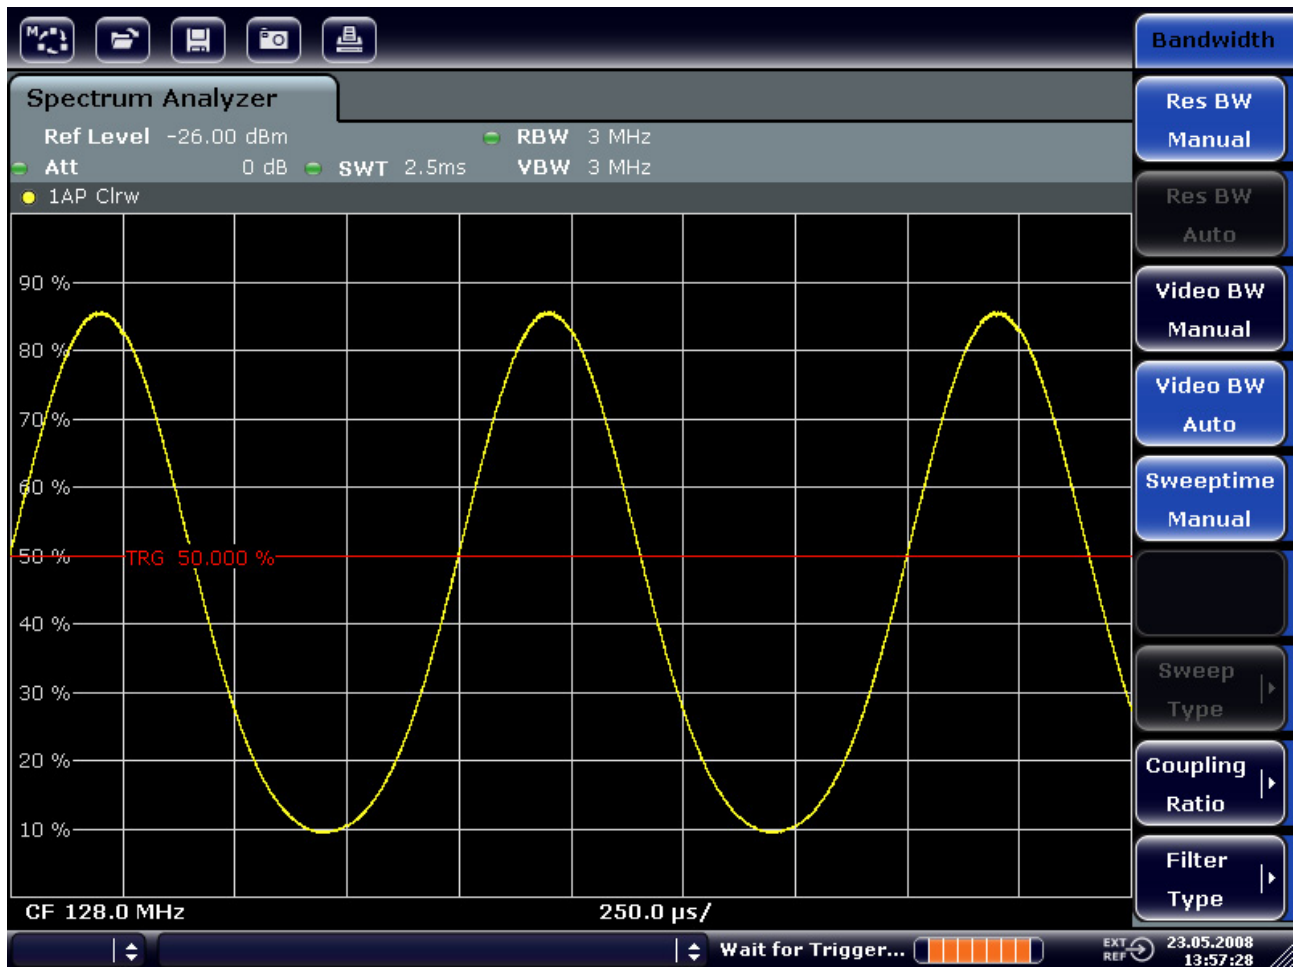 Bandwidth
Spectrum Analyzer
Ref Level -26.00 dBm
RBW 3 MHz
Att 0 dB SWT 2.5ms VBW 3 MHz
1AP Clrw
90 %
80 %
70 %
60 %
50 %
TRG 50.000 %
40 %
30 %
20 %
10 %
CF 128.0 MHz
250.0 µs/
Res BW
Manual
Res BW
Auto
Video BW
Manual
Video BW
Auto
Sweeptime
Manual
Sweep
Type
Coupling
Ratio
Filter
Type
Wait for Trigger...
EXT
REF
23.05.2008
13:57:28
M